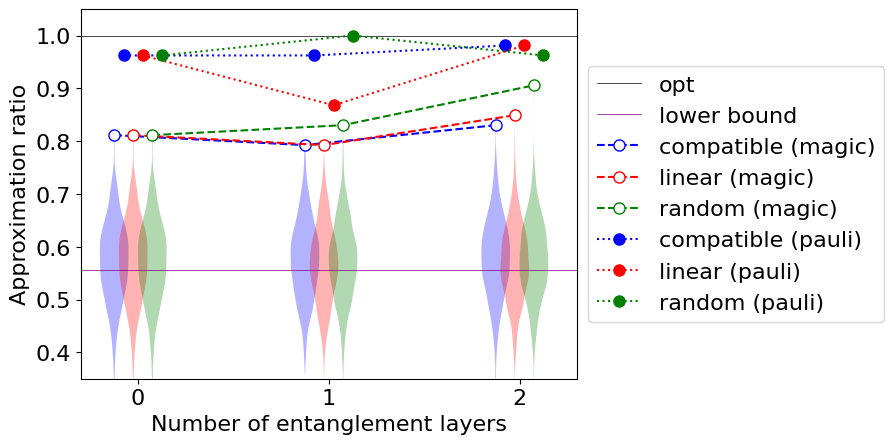 1.0
0.9
0.8
0.7
0.6
0.5
0.4
Approximation ratio
0 1 2
Number of entanglement layers
opt
lower bound
compatible (magic)
linear (magic)
random (magic)
compatible (pauli)
linear (pauli)
random (pauli)